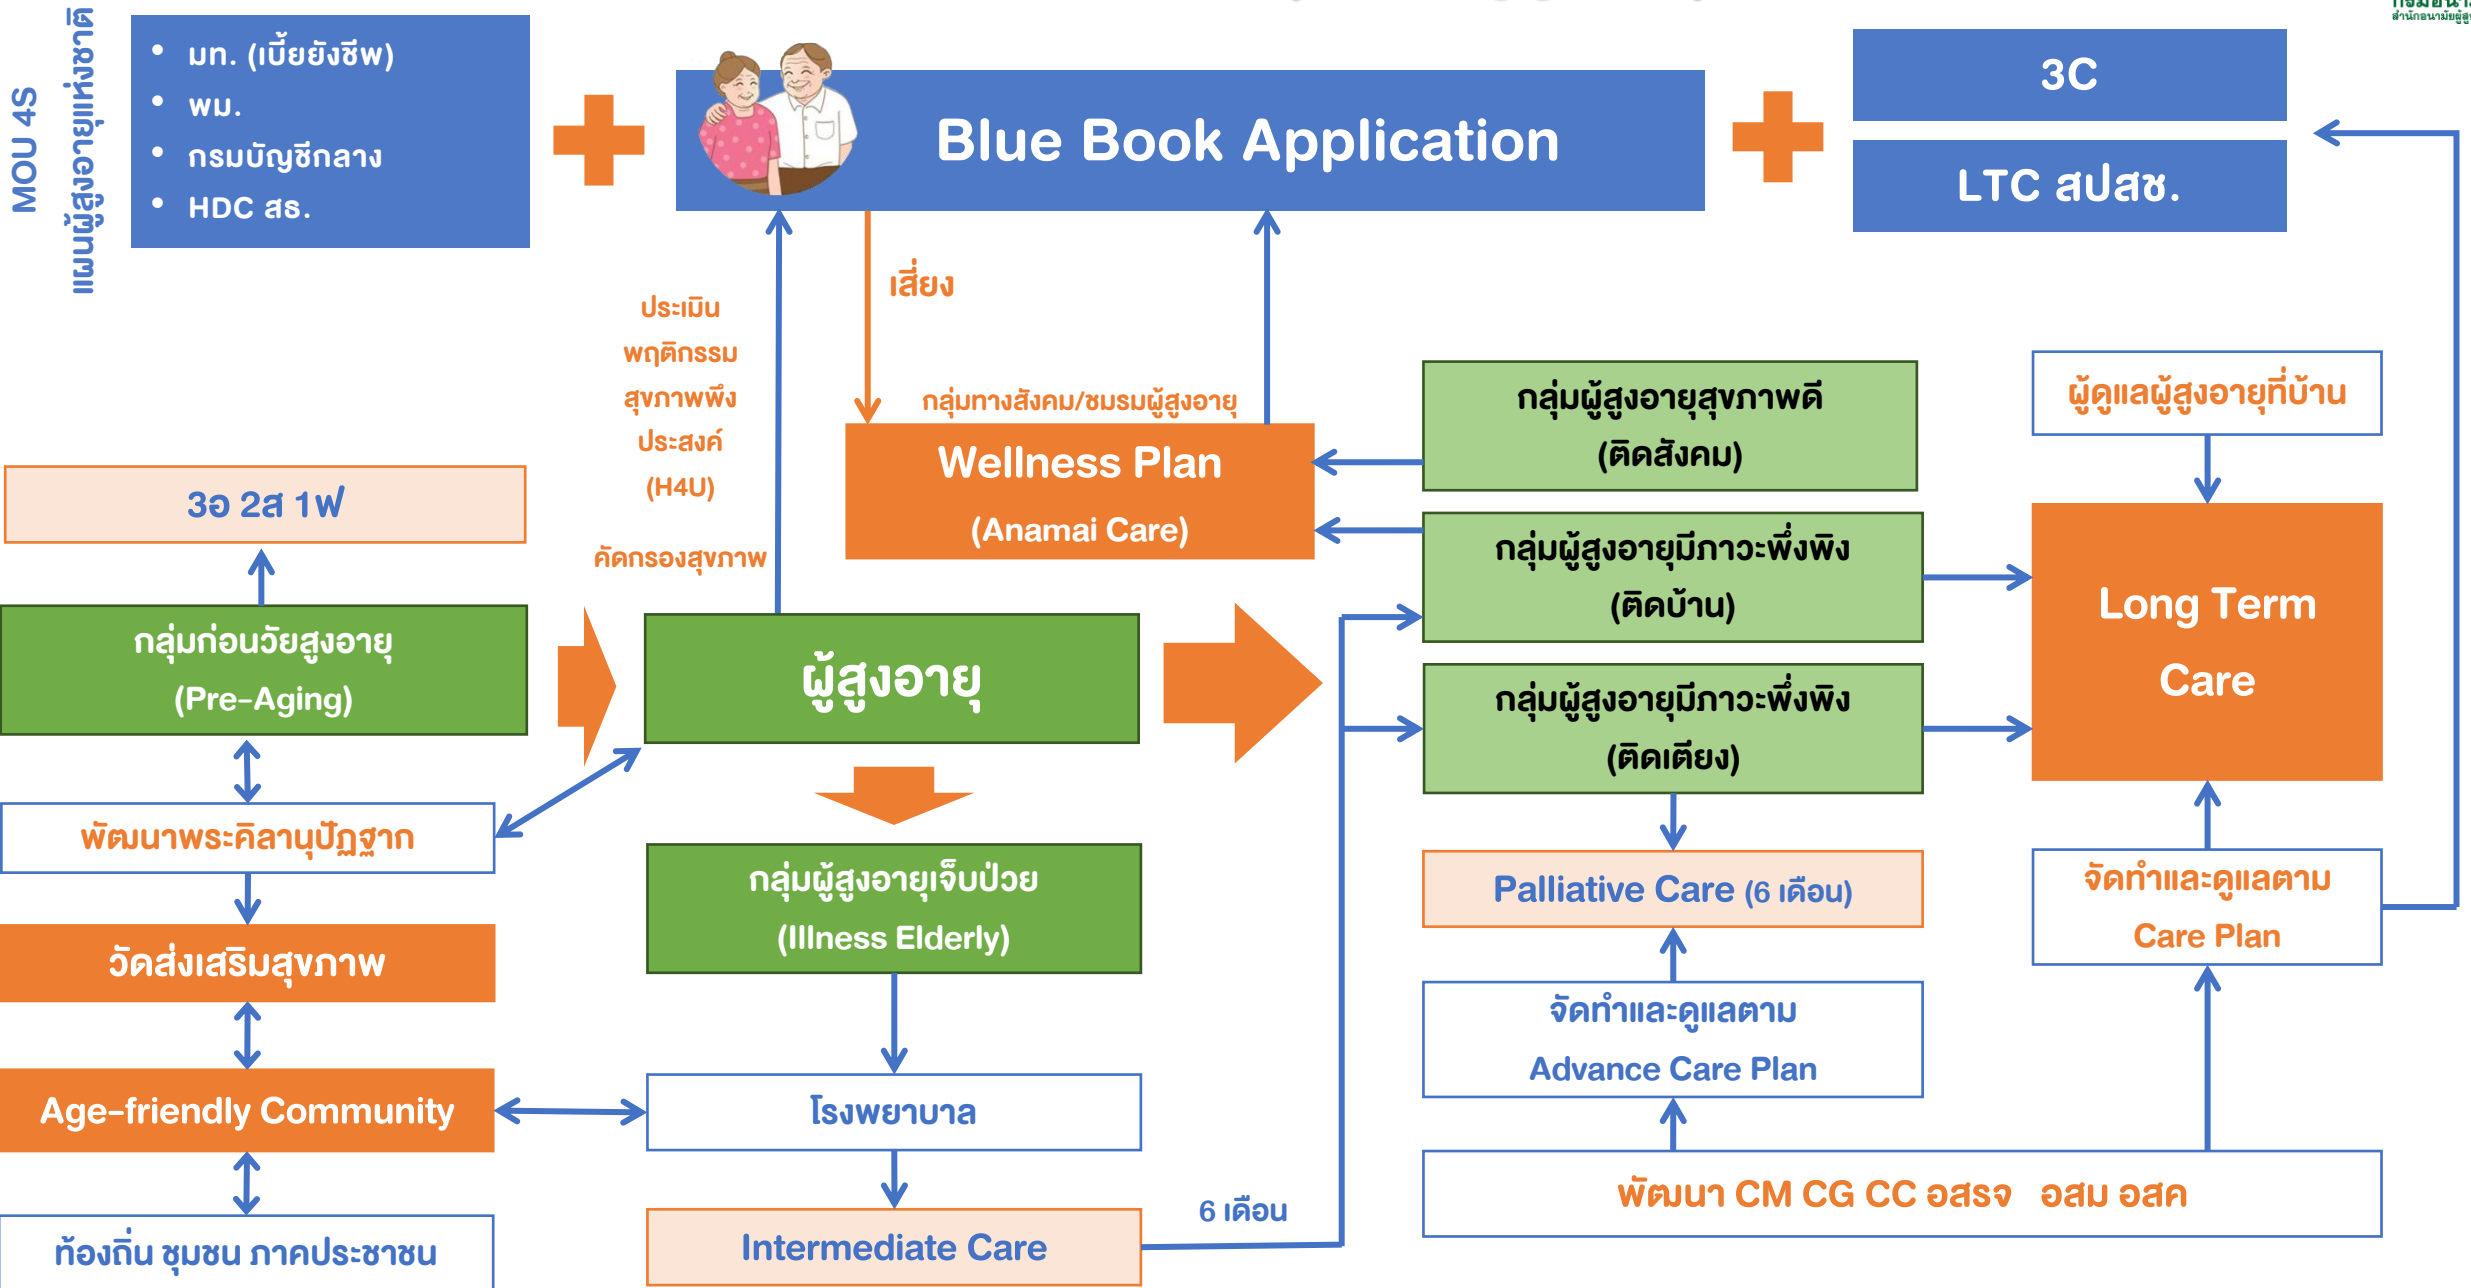 กรมอนามัย
MOU 4S
แผนผู้สูงอายุแห่งชาติ
• มท. (เบี้ยยังชีพ)
• พม.
• กรมบัญชีกลาง
• HDC สธ.
Blue Book Application
3C
LTC สปสช.
เสี่ยง
ประเมิน
พฤติกรรม
สุขภาพพึง
ประสงค์
(H4U)
คัดกรองสุขภาพ
กลุ่มทางสังคม/ชมรมผู้สูงอายุ
Wellness Plan
(Anamai Care)
กลุ่มผู้สูงอายุสุขภาพดี
(ติดสังคม)
ผู้ดูแลผู้สูงอายุที่บ้าน
3อ 2ส 1ฟ
กลุ่มผู้สูงอายุมีภาวะพึ่งพิง
(ติดบ้าน)
Long Term
Care
กลุ่มก่อนวัยสูงอายุ
(Pre-Aging)
ผู้สูงอายุ
กลุ่มผู้สูงอายุมีภาวะพึ่งพิง
(ติดเตียง)
พัฒนาพระคิลานุปัฏฐาก
กลุ่มผู้สูงอายุเจ็บป่วย
(Illness Elderly)
Palliative Care (6 เดือน)
จัดทำและดูแลตาม
Care Plan
วัดส่งเสริมสุขภาพ
จัดทำและดูแลตาม
Advance Care Plan
Age-friendly Community
โรงพยาบาล
พัฒนา CM CG CC อสรจ อสม อสค
6 เดือน
ท้องถิ่น ชุมชน ภาคประชาชน
Intermediate Care